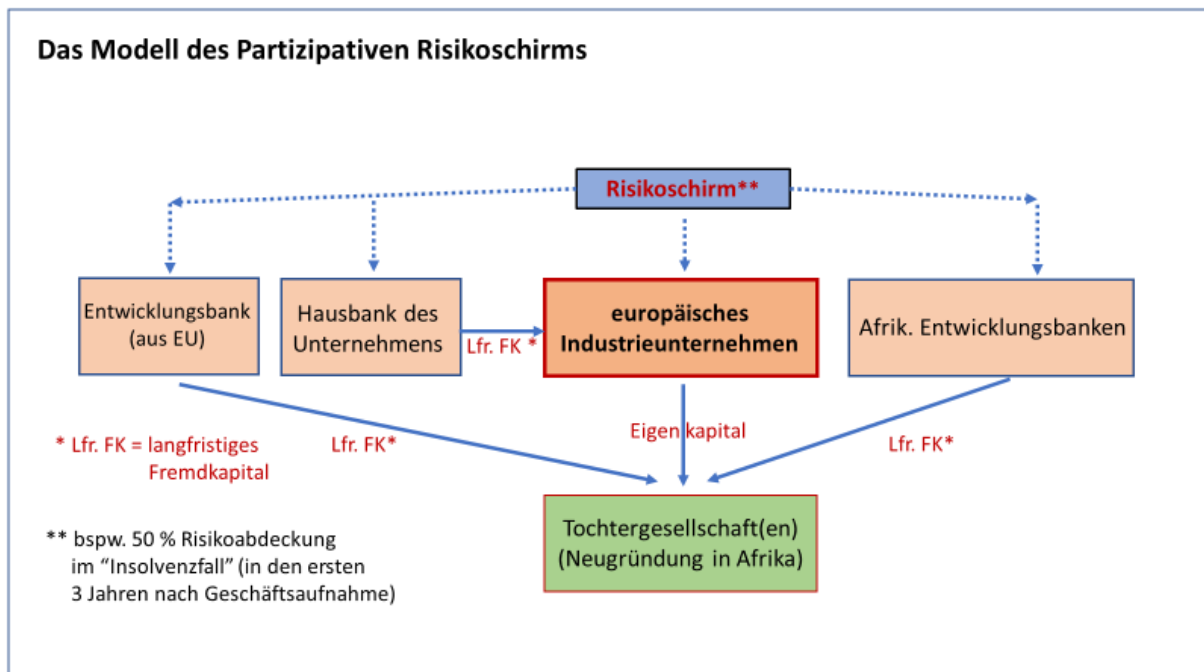 Das Modell des Partizipativen Risikoschirms
Risikoschirm**
Entwicklungsbank
(aus EU)
Hausbank des
Unternehmens
Lfr. FK *
europäisches
Industrieunternehmen
Afrik. Entwicklungsbanken
* Lfr. FK = langfristiges
Fremdkapital
Lfr. FK*
Eigenkapital
Lfr. FK*
Tochtergesellschaft(en)
(Neugründung in Afrika)
** bspw. 50 % Risikoabdeckung
im “Insolvenzfall” (in den ersten
3 Jahren nach Geschäftsaufnahme)